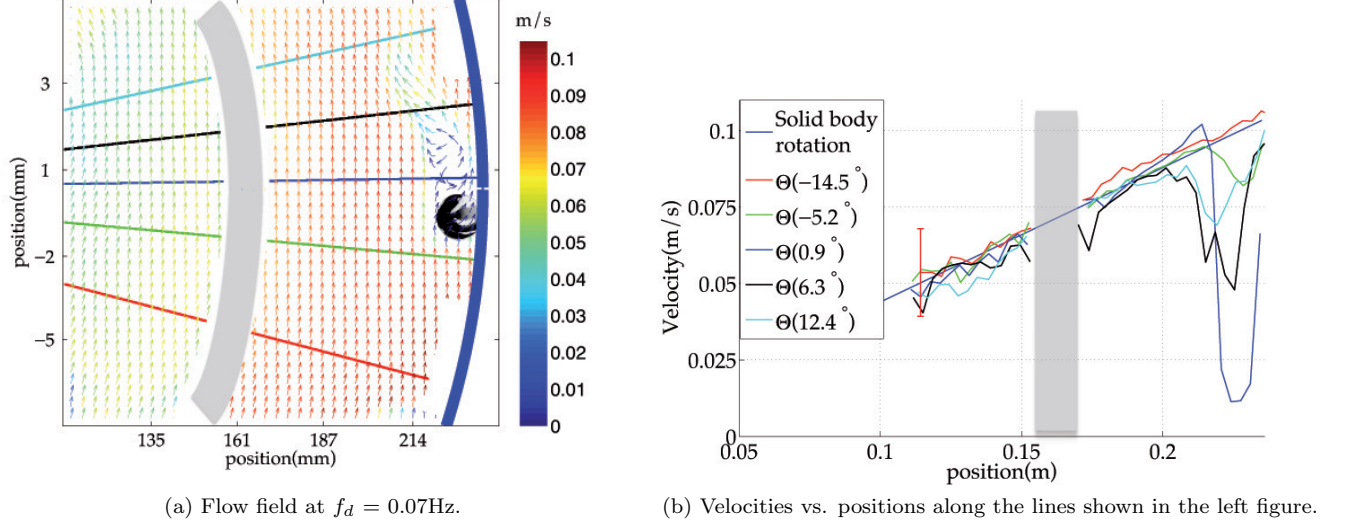 m/s
0.1
0.09
0.08
0.07
0.06
0.05
0.04
0.03
0.02
0.01
0
3
1
−2
−5
position(mm)
135
161
187
214
position(mm)
(a) Flow field at f_d = 0.07Hz.
Solid body
rotation
Θ(−14.5°)
Θ(−5.2°)
Θ(0.9°)
Θ(6.3°)
Θ(12.4°)
0.1
0.075
0.05
0.025
0
Velocity(m/s)
0.05
0.1
0.15
0.2
position(m)
(b) Velocities vs. positions along the lines shown in the left figure.